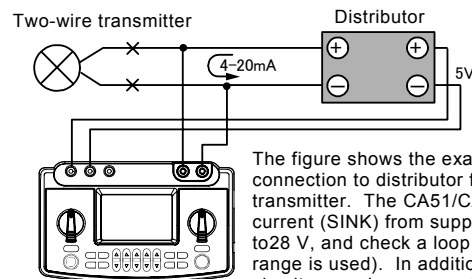 Two-wire transmitter
Distributor
4-20mA
5V
The figure shows the exa
connection to distributor
transmitter. The CA51/C
current (SINK) from supp
to28 V, and check a loop
range is used). In additio